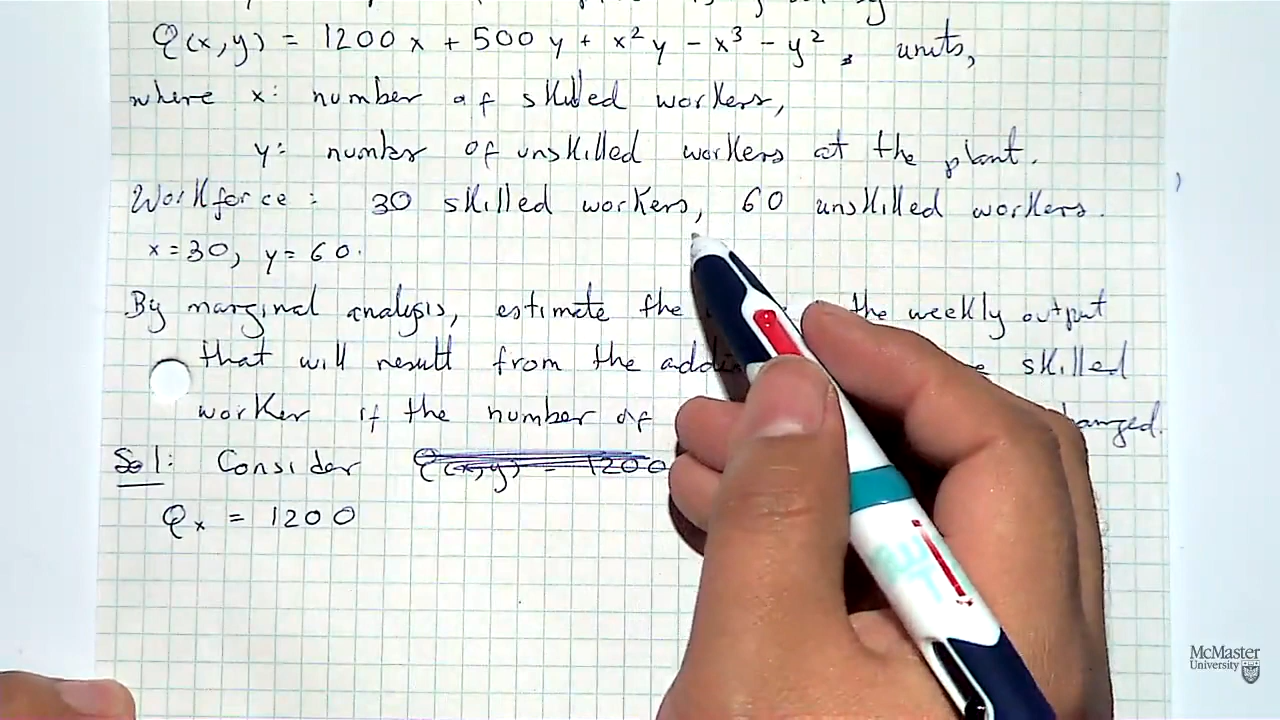 Q(x,y) = 1200x + 500y + x²y − x³ − y², units,
where x: number of skilled workers,
y: number of unskilled workers at the plant.
Workforce: 30 skilled workers, 60 unskilled workers.
x=30, y=60.
By marginal analysis, estimate the the weekly output
that will result from the skilled
worker if the number of
Sol: Consider Q(x,y) = 1200
Qx = 1200
McMaster
University